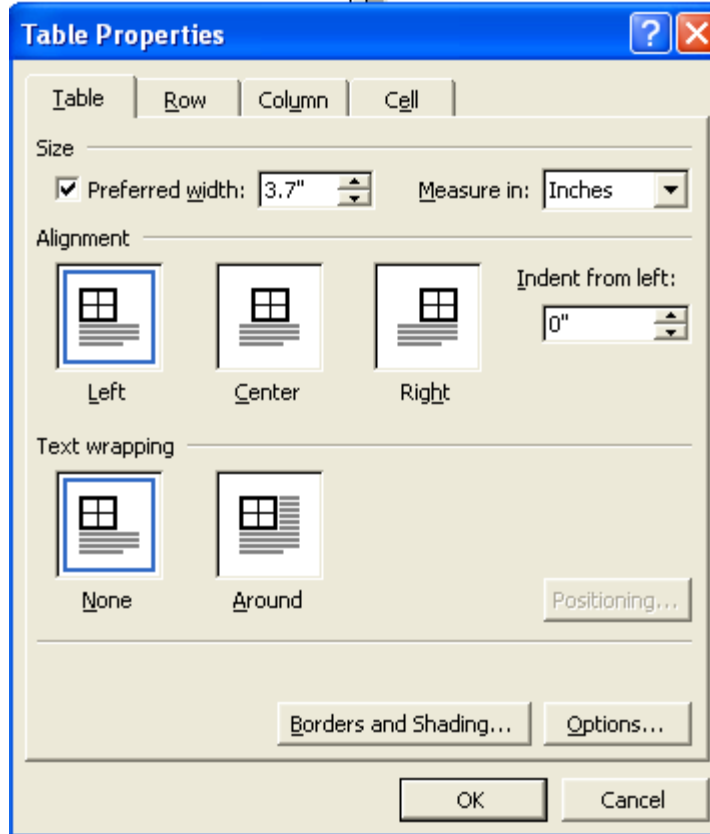 Table Properties
Table Row Column Cell
Size
Preferred width: 3.7" Measure in: Inches
Alignment
Indent from left:
0"
Left Center Right
Text wrapping
None Around Positioning...
Borders and Shading... Options...
OK Cancel